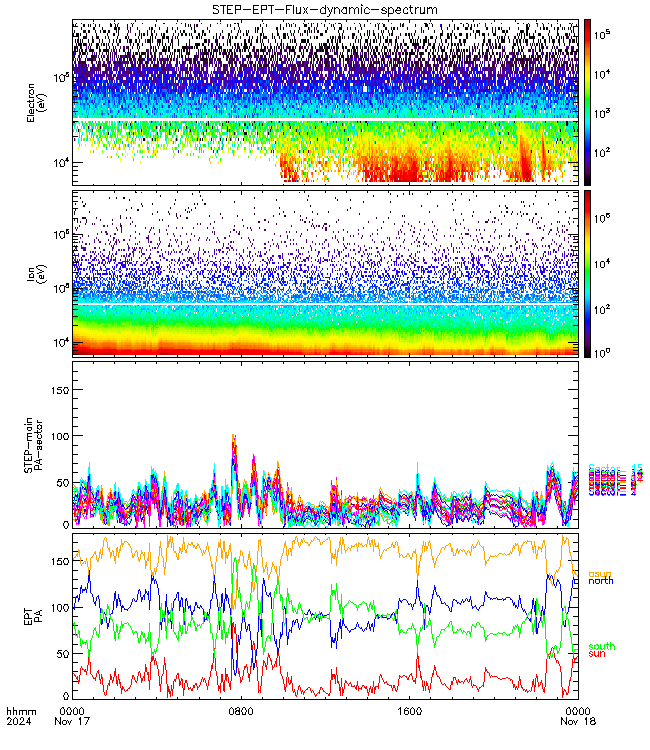 STEP-EPT-Flux-dynamic-spectrum
Electron
(eV)
10⁵
10⁴
10⁵
10⁴
10³
10²
Ion
(eV)
10⁶
10⁵
10⁴
10⁶
10⁴
10²
10⁰
STEP-main
PA-sector
150
100
50
0
EPT
PA
150
100
50
0
asun
north
south
sun
hhmm
2024
0000
Nov 17
0800
1600
0000
Nov 18